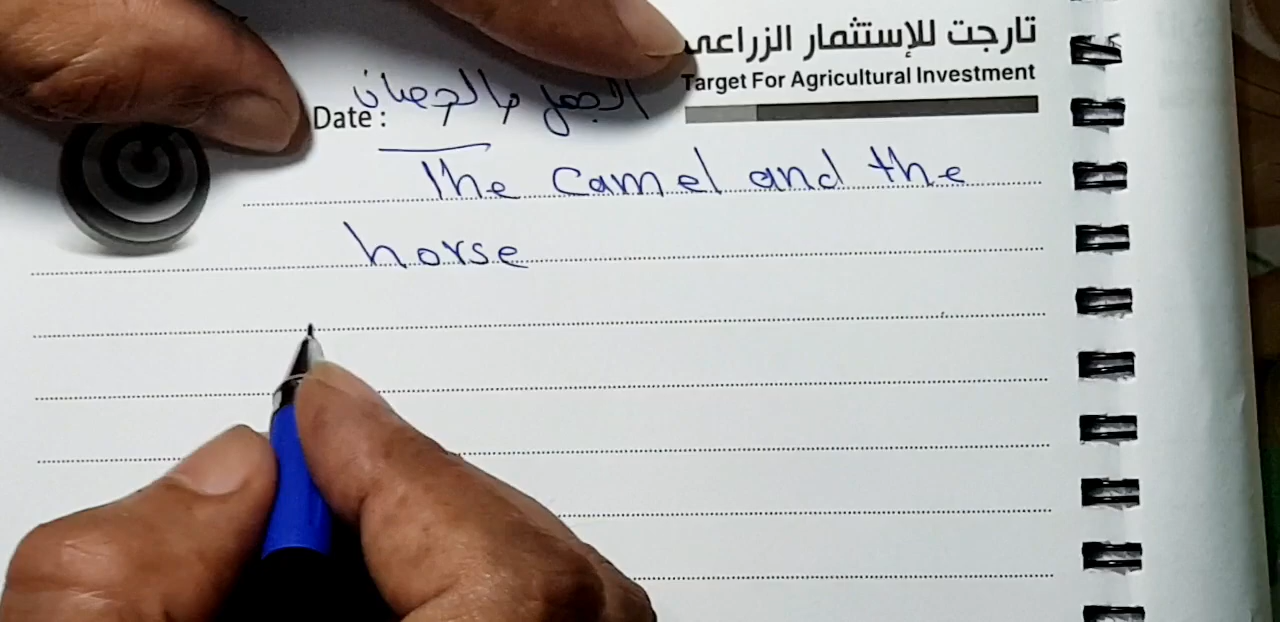 تارجت للإستثمار الزراعي
Target For Agricultural Investment
Date : الجمل والحصان
The Camel and the
horse